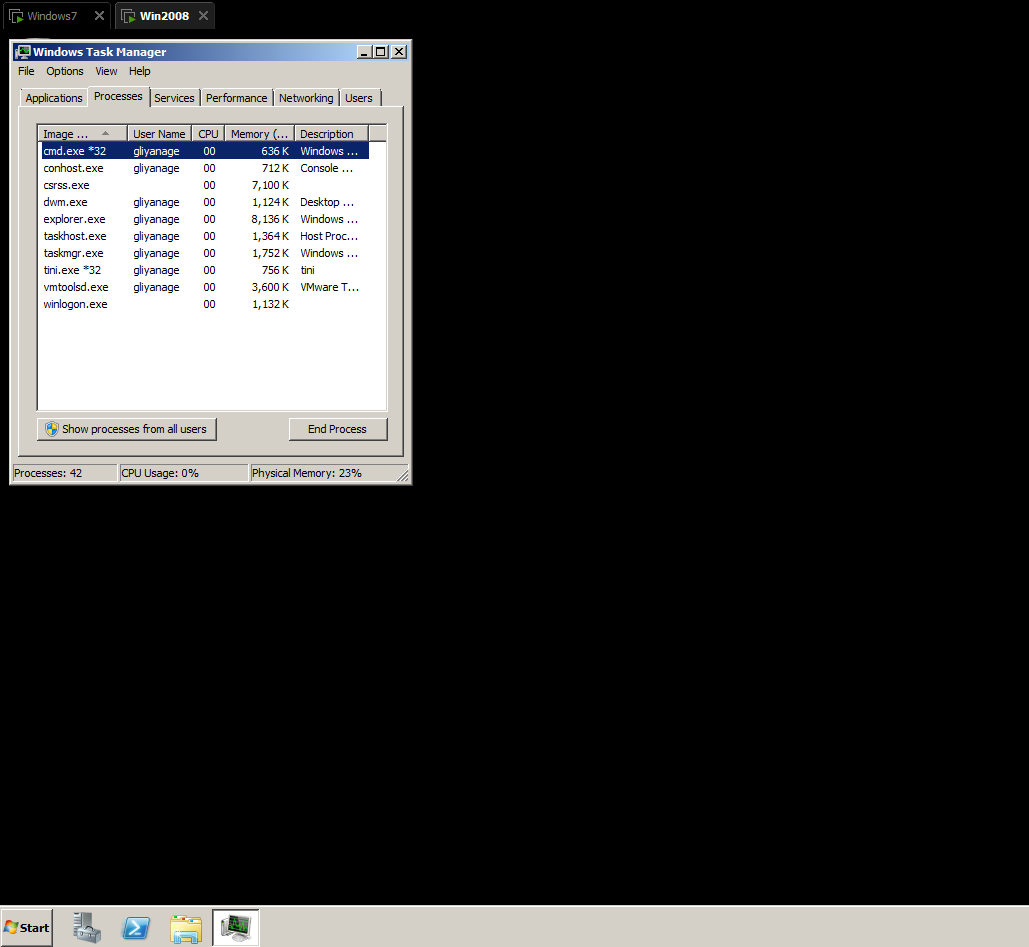 Windows7
Win2008
Windows Task Manager
File Options View Help
Applications Processes Services Performance Networking Users
Image ... User Name CPU Memory (... Description
cmd.exe *32 gliyanage 00 636 K Windows ...
conhost.exe gliyanage 00 712 K Console ...
csrss.exe 00 7,100 K
dwm.exe gliyanage 00 1,124 K Desktop ...
explorer.exe gliyanage 00 8,136 K Windows ...
taskhost.exe gliyanage 00 1,364 K Host Proc...
taskmgr.exe gliyanage 00 1,752 K Windows ...
tini.exe *32 gliyanage 00 756 K tini
vmtoolsd.exe gliyanage 00 3,600 K VMware T...
winlogon.exe 00 1,132 K
Show processes from all users
End Process
Processes: 42 CPU Usage: 0% Physical Memory: 23%
Start